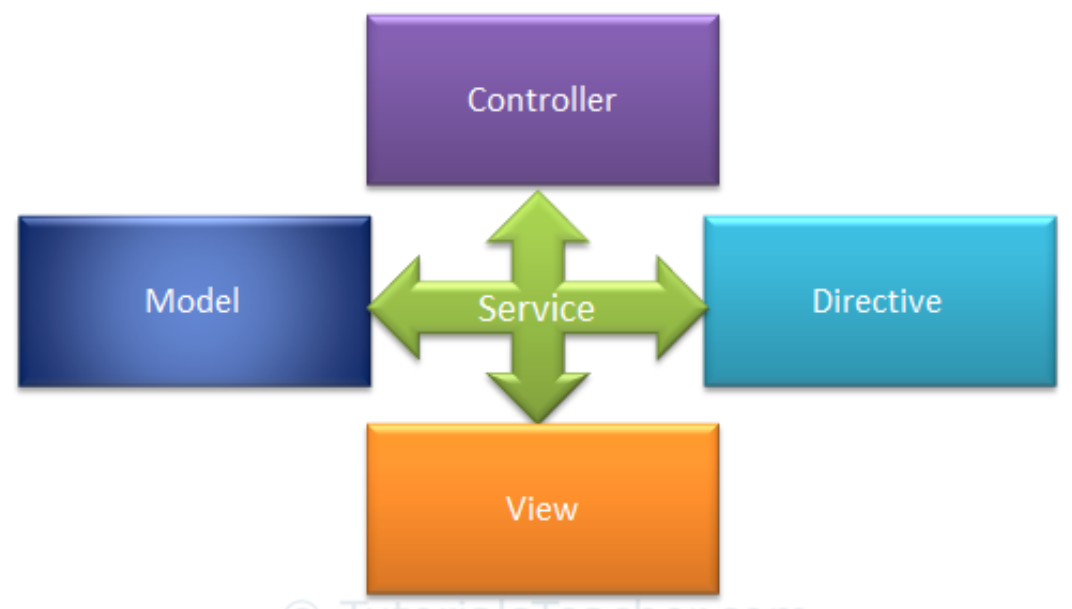 Controller
Model
Service
Directive
View